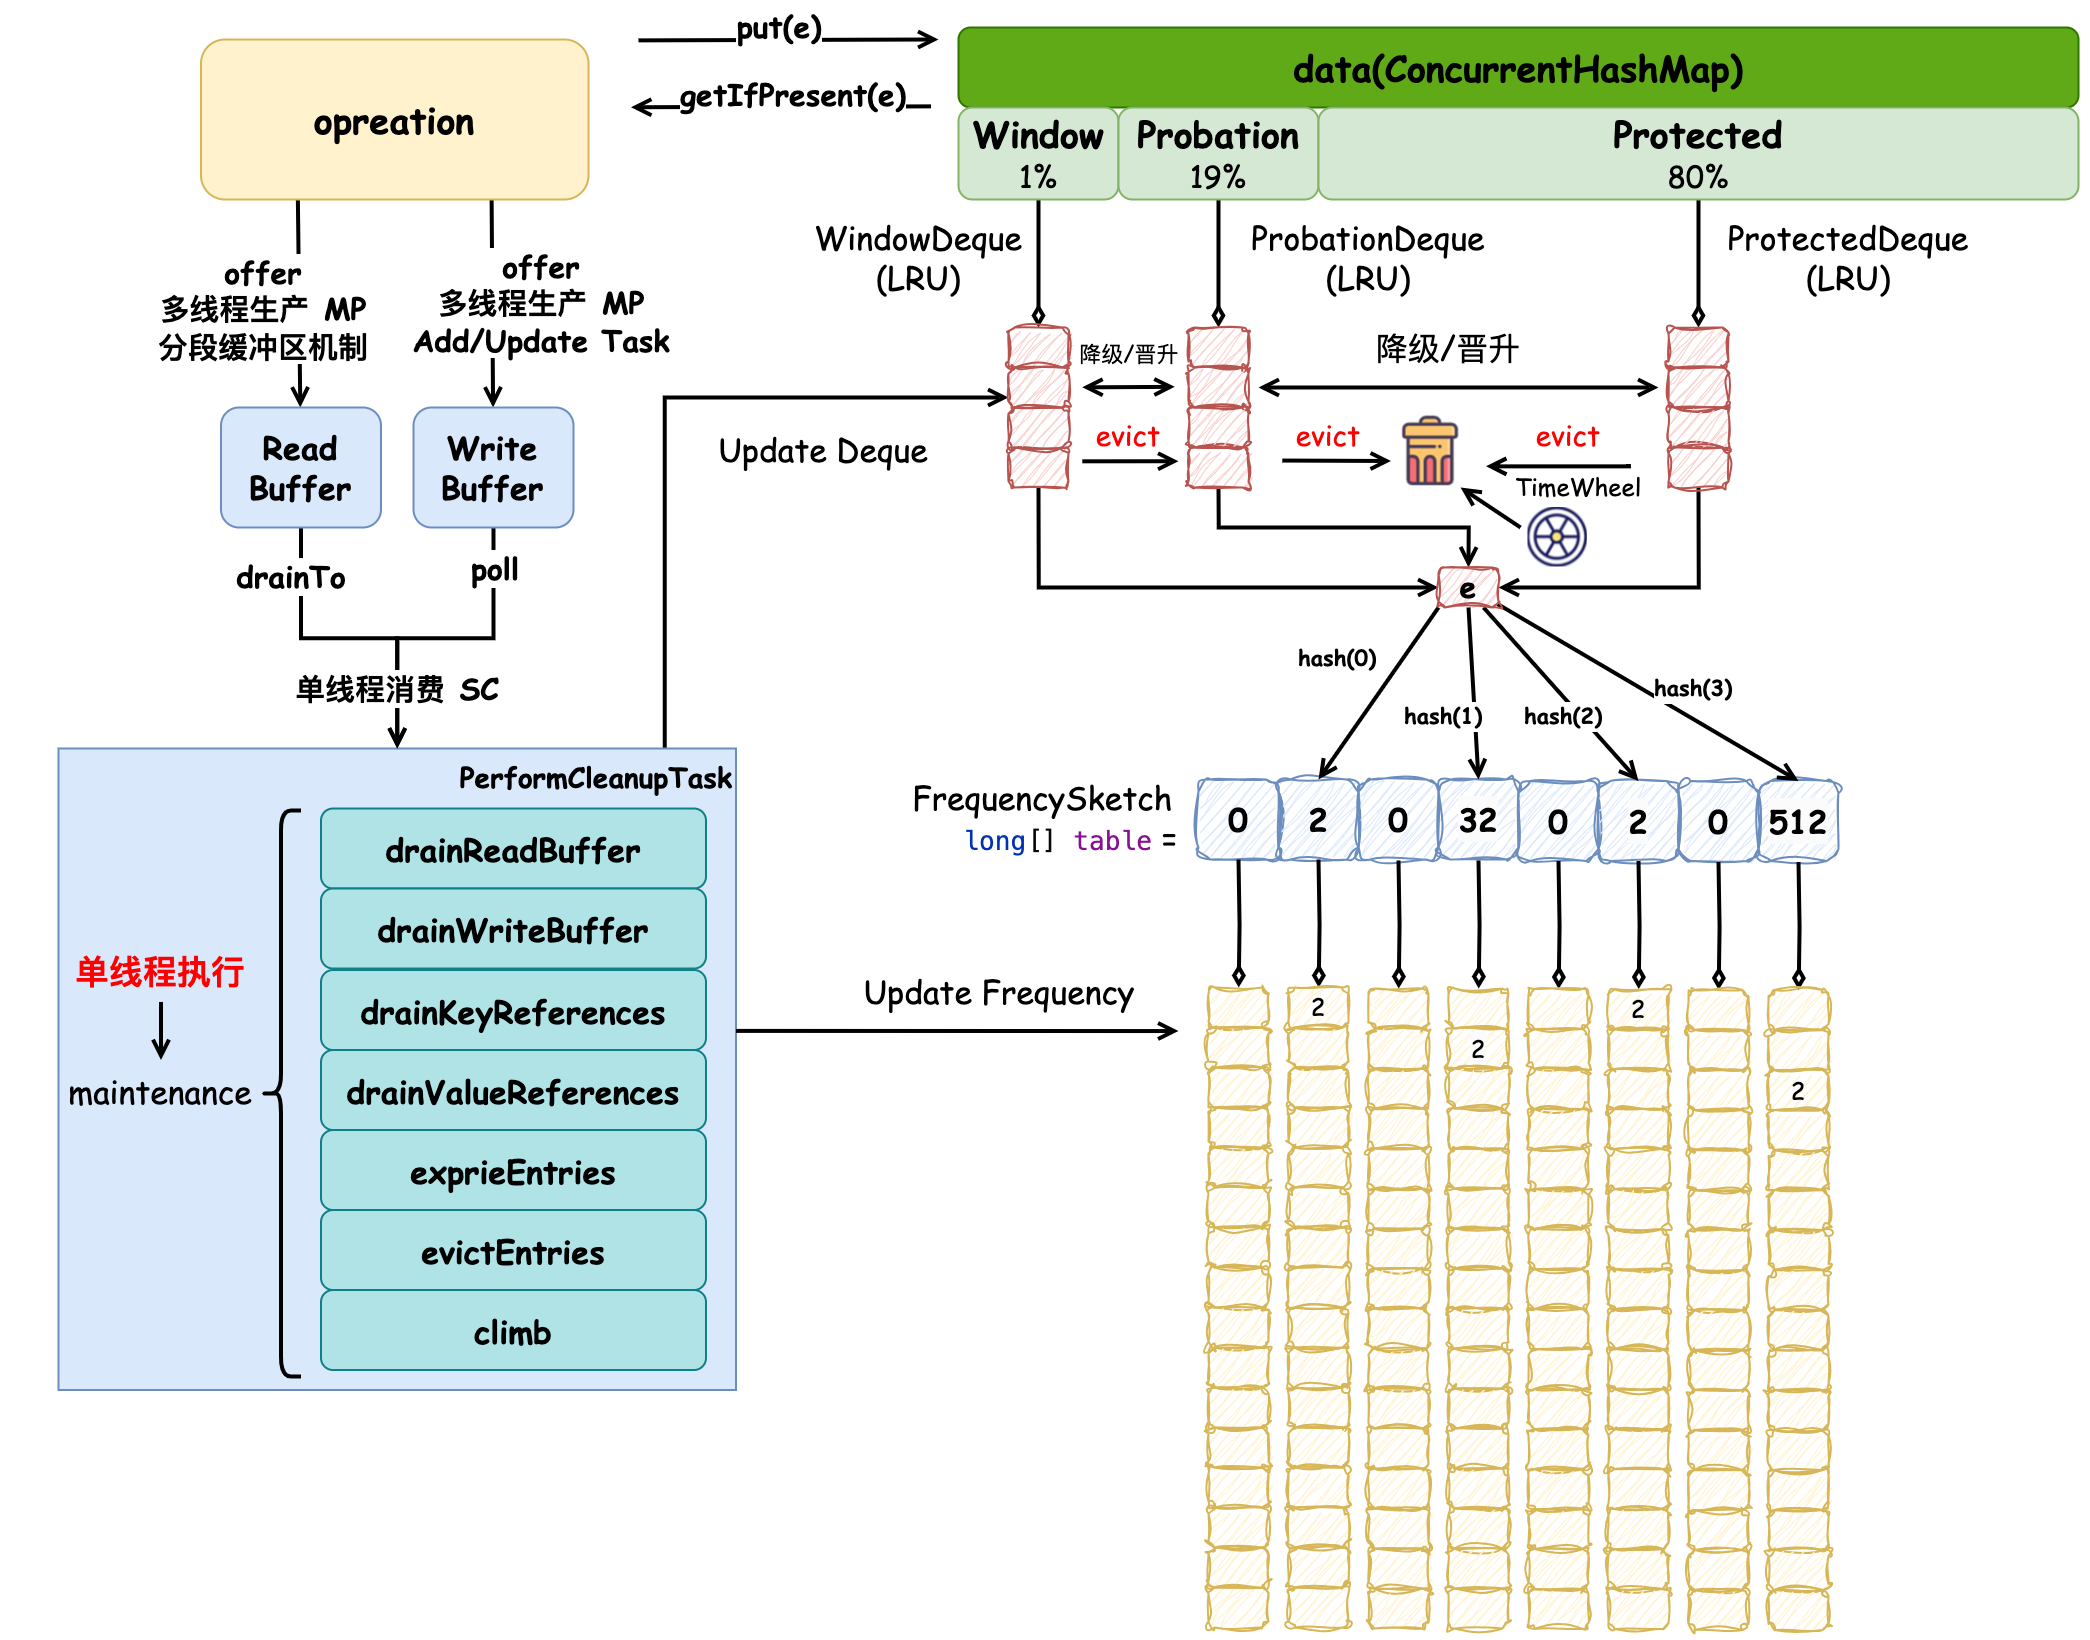 put(e)
getIfPresent(e)
opreation
data(ConcurrentHashMap)
Window
1%
Probation
19%
Protected
80%
offer
多线程生产 MP
分段缓冲区机制
offer
多线程生产 MP
Add/Update Task
WindowDeque
(LRU)
ProbationDeque
(LRU)
ProtectedDeque
(LRU)
降级/晋升
降级/晋升
Read
Buffer
Write
Buffer
Update Deque
evict
evict
evict
TimeWheel
drainTo
poll
e
单线程消费 SC
hash(0)
hash(1)
hash(2)
hash(3)
PerformCleanupTask
drainReadBuffer
drainWriteBuffer
drainKeyReferences
drainValueReferences
exprieEntries
evictEntries
climb
单线程执行
maintenance
FrequencySketch
long[] table =
0 2 0 32 0 2 0 512
Update Frequency
2 2
2
2